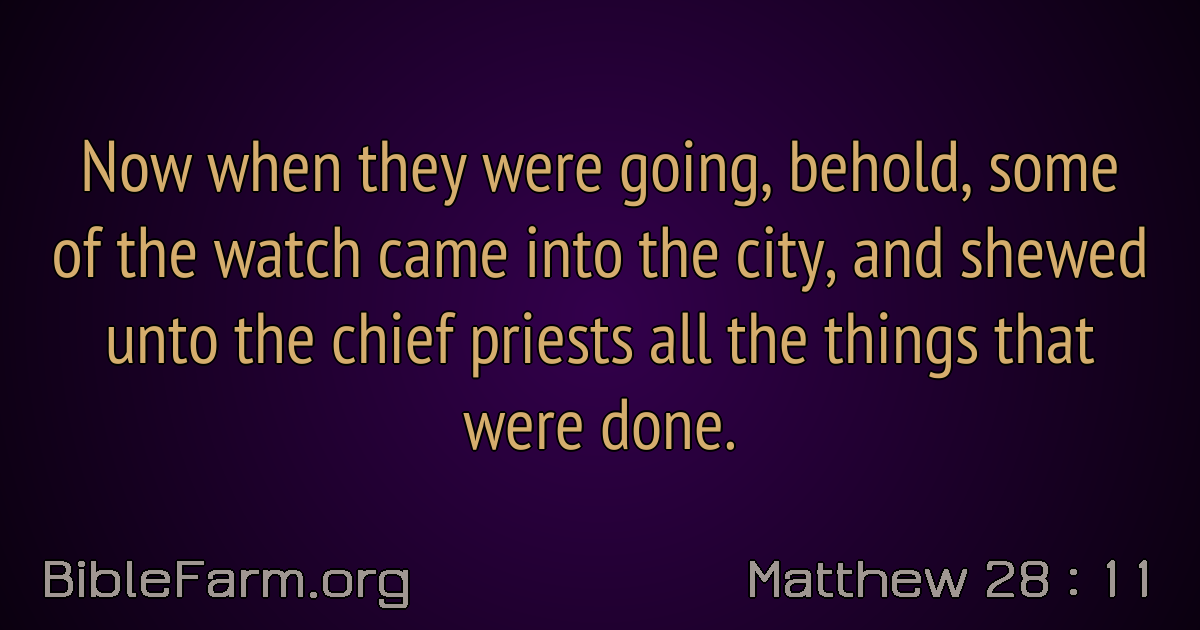 Now when they were going, behold, some
of the watch came into the city, and shewed
unto the chief priests all the things that
were done.
BibleFarm.org
Matthew 28 : 11